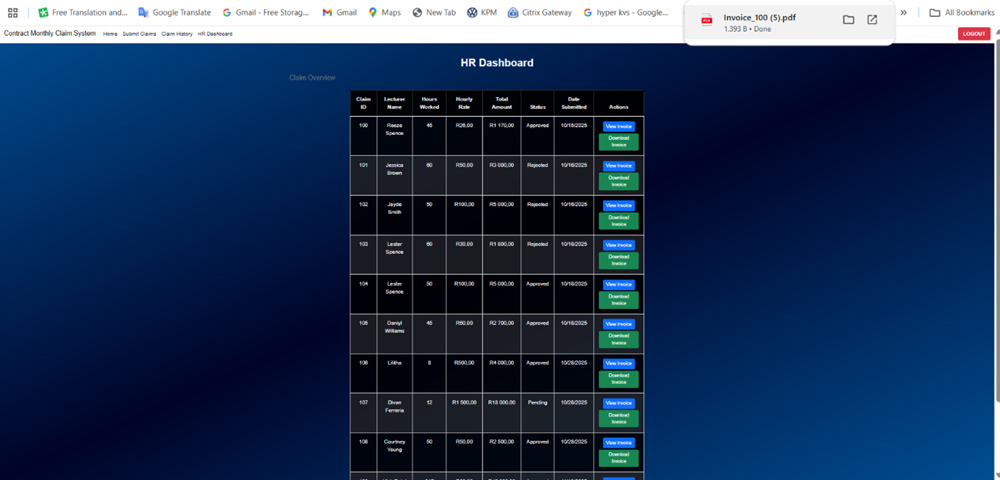 Free Translation and...
Google Translate
Gmail - Free Storag...
Gmail
Maps
New Tab
KPM
Citrix Gateway
hyper kvs - Google...
PDF
Invoice_100 (5).pdf
1,393 B • Done
»
All Bookmarks
Contract Monthly Claim System Home Submit Claims Claim History HR Dashboard
LOGOUT
HR Dashboard
Claim Overview
Claim ID Lecturer Name Hours Worked Hourly Rate Total Amount Status Date Submitted Actions
100 Reeze Spence 45 R26,00 R1 170,00 Approved 10/15/2025 View Invoice Download Invoice
101 Jessica Brown 60 R50,00 R3 000,00 Rejected 10/16/2025 View Invoice Download Invoice
102 Jayde Smith 50 R100,00 R5 000,00 Rejected 10/16/2025 View Invoice Download Invoice
103 Lester Spence 60 R30,00 R1 800,00 Rejected 10/18/2025 View Invoice Download Invoice
104 Lester Spence 50 R100,00 R5 000,00 Approved 10/18/2025 View Invoice Download Invoice
105 Daniyl Williams 45 R60,00 R2 700,00 Approved 10/18/2025 View Invoice Download Invoice
106 Lilitha 8 R500,00 R4 000,00 Approved 10/28/2025 View Invoice Download Invoice
107 Divan Ferreria 12 R1 500,00 R18 000,00 Pending 10/28/2025 View Invoice Download Invoice
108 Courtney Young 50 R50,00 R2 500,00 Approved 10/28/2025 View Invoice Download Invoice